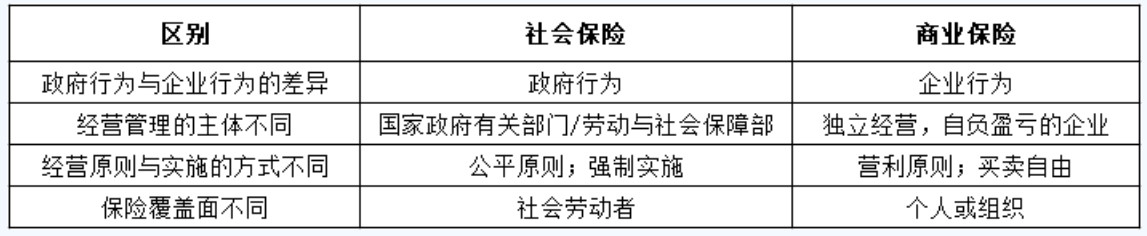 区别 社会保险 商业保险
政府行为与企业行为的差异 政府行为 企业行为
经营管理的主体不同 国家政府有关部门/劳动与社会保障部 独立经营，自负盈亏的企业
经营原则与实施的方式不同 公平原则；强制实施 营利原则；买卖自由
保险覆盖面不同 社会劳动者 个人或组织